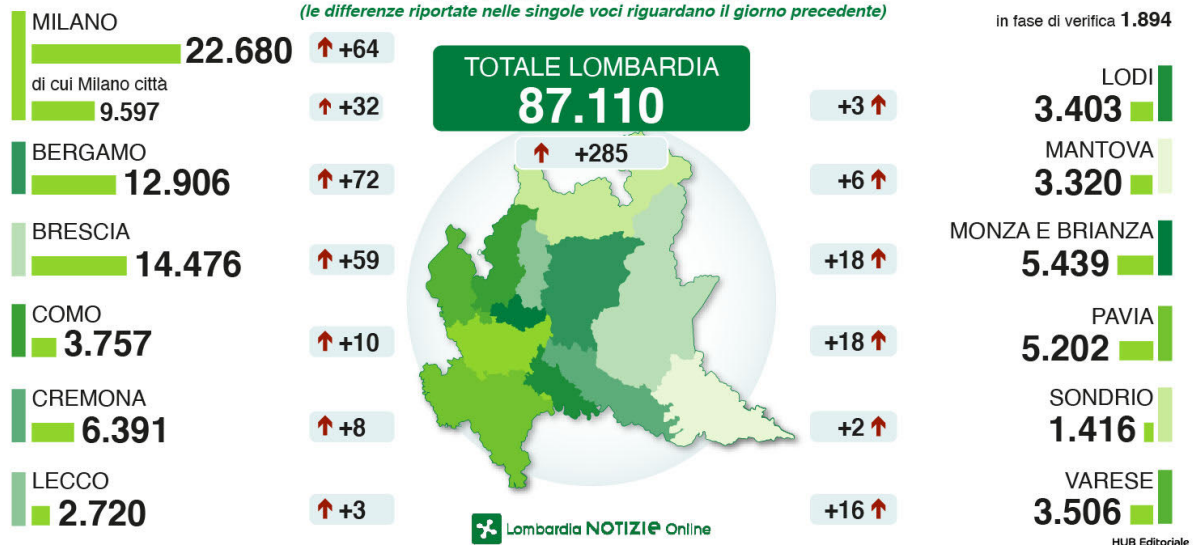 (le differenze riportate nelle singole voci riguardano il giorno precedente)
in fase di verifica 1.894
MILANO
22.680
+64
di cui Milano città
9.597
+32
BERGAMO
12.906
+72
BRESCIA
14.476
+59
COMO
3.757
+10
CREMONA
6.391
+8
LECCO
2.720
+3
TOTALE LOMBARDIA
87.110
+285
LODI
+3
3.403
MANTOVA
+6
3.320
MONZA E BRIANZA
+18
5.439
PAVIA
+18
5.202
SONDRIO
+2
1.416
VARESE
+16
3.506
Lombardia NOTIZIe Online
HUB Editoriale